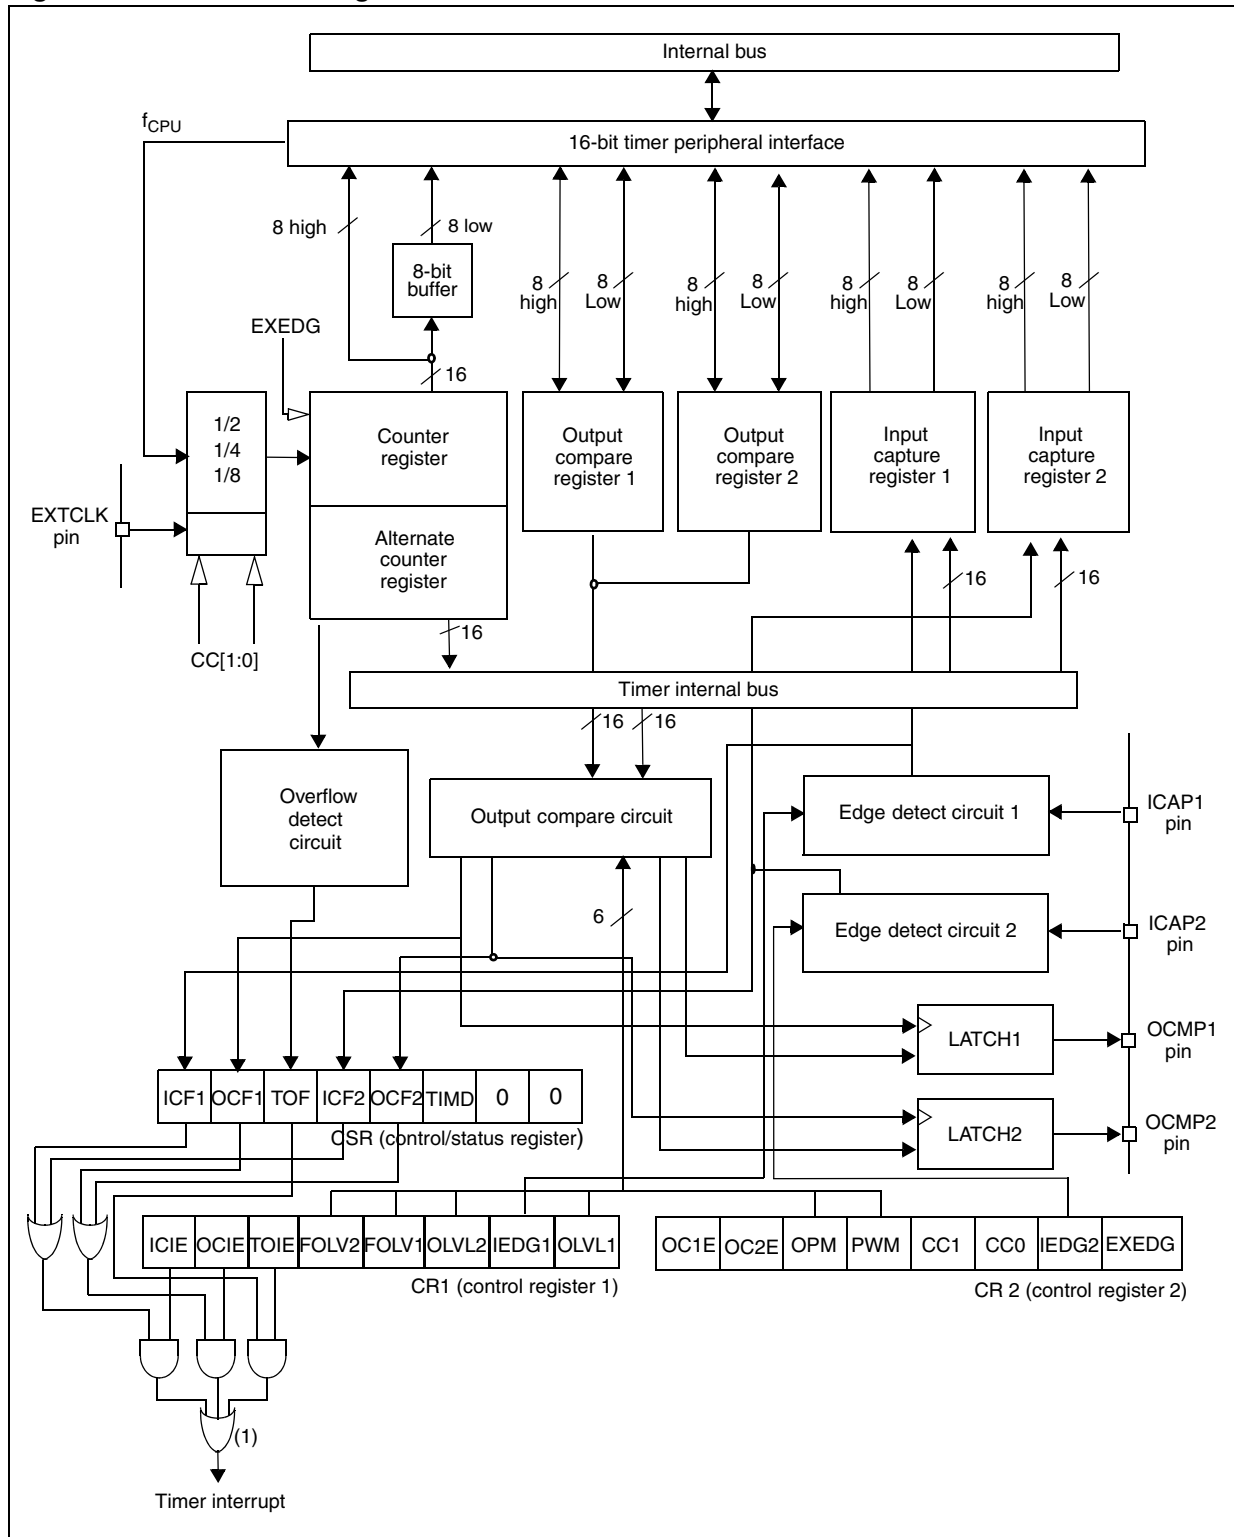 Internal bus
fCPU
16-bit timer peripheral interface
8 high
8 low
8-bit
buffer
8
high
8
Low
8
high
8
Low
8
high
8
Low
8
high
8
Low
EXEDG
16
1/2
1/4
1/8
Counter
register
Output
compare
register 1
Output
compare
register 2
Input
capture
register 1
Input
capture
register 2
EXTCLK
pin
Alternate
counter
register
16
16
16
CC[1:0]
Timer internal bus
16
16
Overflow
detect
circuit
Output compare circuit
Edge detect circuit 1
ICAP1
pin
6
Edge detect circuit 2
ICAP2
pin
LATCH1
OCMP1
pin
ICF1 OCF1 TOF ICF2 OCF2 TIMD 0 0
CSR (control/status register)
LATCH2
OCMP2
pin
ICIE OCIE TOIE FOLV2 FOLV1 OLVL2 IEDG1 OLVL1
CR1 (control register 1)
OC1E OC2E OPM PWM CC1 CC0 IEDG2 EXEDG
CR 2 (control register 2)
(1)
Timer interrupt